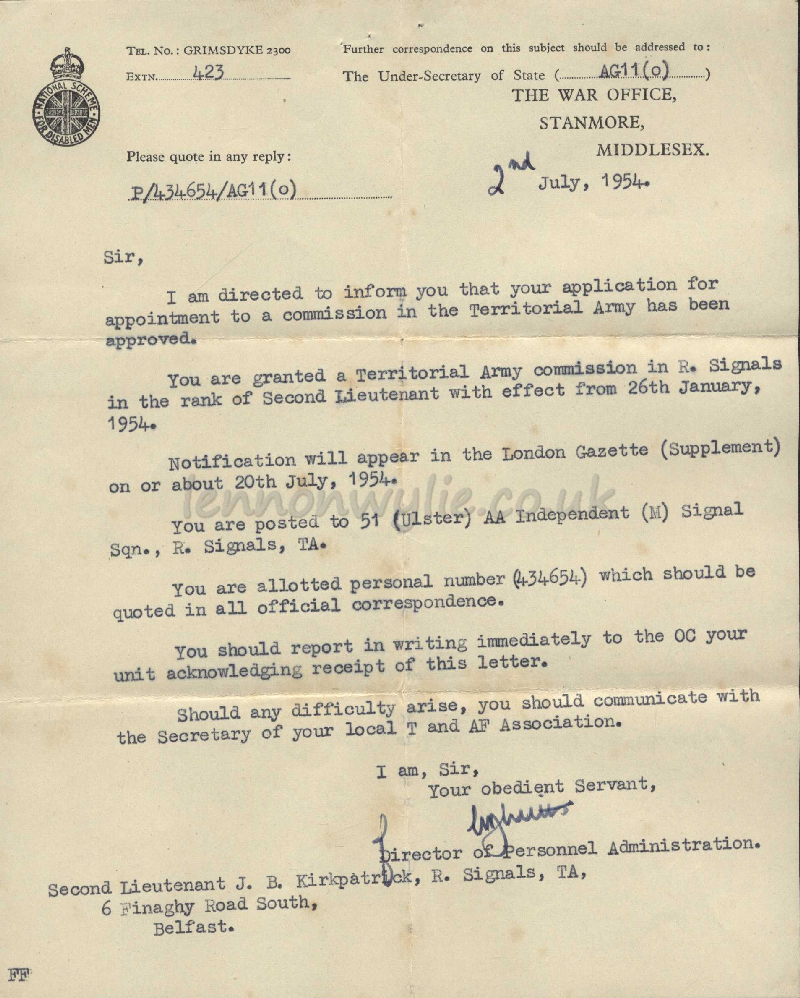 TEL. No.: GRIMSDYKE 2300
EXTN. 423
Further correspondence on this subject should be addressed to:
The Under-Secretary of State (AG11(o))
THE WAR OFFICE,
STANMORE,
MIDDLESEX.
NATIONAL SCHEME
FOR DISABLED MEN
Please quote in any reply:
P/434654/AG11(o)
2nd July, 1954.
Sir,
I am directed to inform you that your application for
appointment to a commission in the Territorial Army has been
approved.
You are granted a Territorial Army commission in R. Signals
in the rank of Second Lieutenant with effect from 26th January,
1954.
Notification will appear in the London Gazette (Supplement)
on or about 20th July, 1954.
lennonwylie.co.uk
You are posted to 51 (Ulster) AA Independent (M) Signal
Sqn., R. Signals, TA.
You are allotted personal number (434654) which should be
quoted in all official correspondence.
You should report in writing immediately to the OC your
unit acknowledging receipt of this letter.
Should any difficulty arise, you should communicate with
the Secretary of your local T and AF Association.
I am, Sir,
Your obedient Servant,
Director of Personnel Administration.
Second Lieutenant J. B. Kirkpatrick, R. Signals, TA,
6 Finaghy Road South,
Belfast.
FF